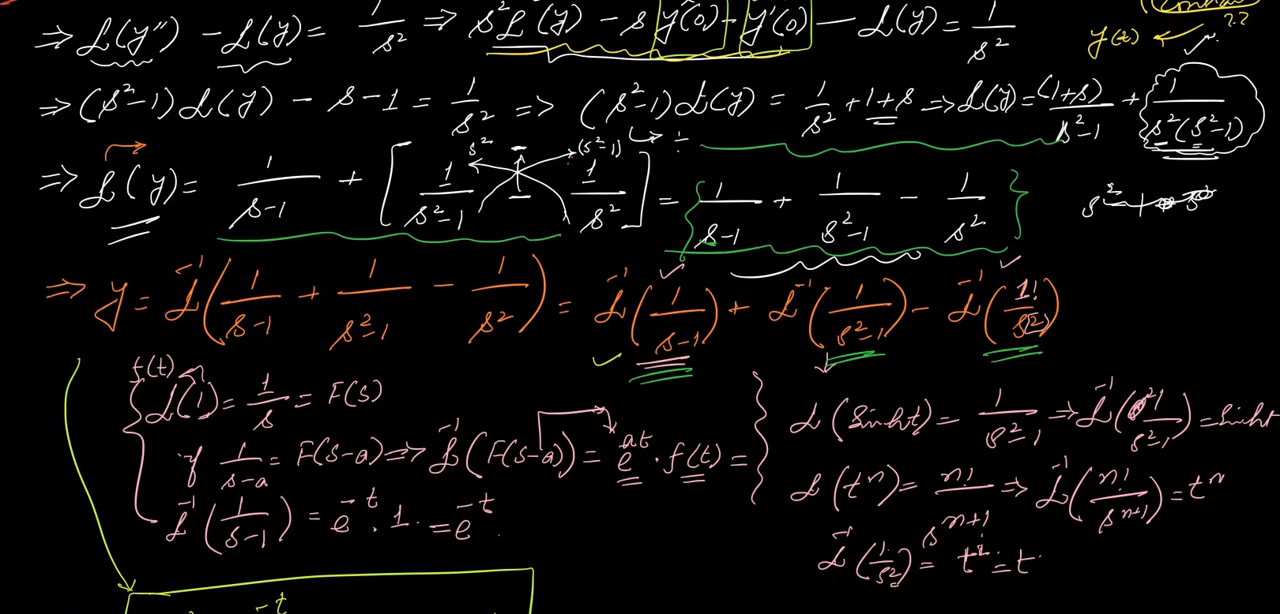 ⇒ ℒ(y'') − ℒ(y) = 1/s² ⇒ s²ℒ(y) − s y(0) − y'(0) − ℒ(y) = 1/s²
y(t) ←
??
⇒ (s²−1)ℒ(y) − s − 1 = 1/s² ⇒ (s²−1)ℒ(y) = 1/s² + 1 + s ⇒ ℒ(y) = (1+s)/s²−1 + 1/s²(s²−1)
⇒ ℒ(y) = 1/s−1 + [1/s²−1 − 1/s²] = {1/s−1 + 1/s²−1 − 1/s²}
s² (s²−1) ÷
⇒ y = ℒ⁻¹(1/s−1 + 1/s²−1 − 1/s²) = ℒ⁻¹(1/s−1) + ℒ⁻¹(1/s²−1) − ℒ⁻¹(1!/s²)
f(t)
ℒ(1) = 1/s = F(s)
if 1/s−a = F(s−a) ⇒ ℒ⁻¹(F(s−a)) = e^at · f(t) =
ℒ⁻¹(1/s−1) = e^−t · 1 = e^−t
ℒ(sinht) = 1/s²−1 ⇒ ℒ⁻¹(1/s²−1) = sinht
ℒ(tⁿ) = n!/sⁿ⁺¹ ⇒ ℒ⁻¹(n!/sⁿ⁺¹) = tⁿ
ℒ⁻¹(1!/s²) = t¹ = t
−t